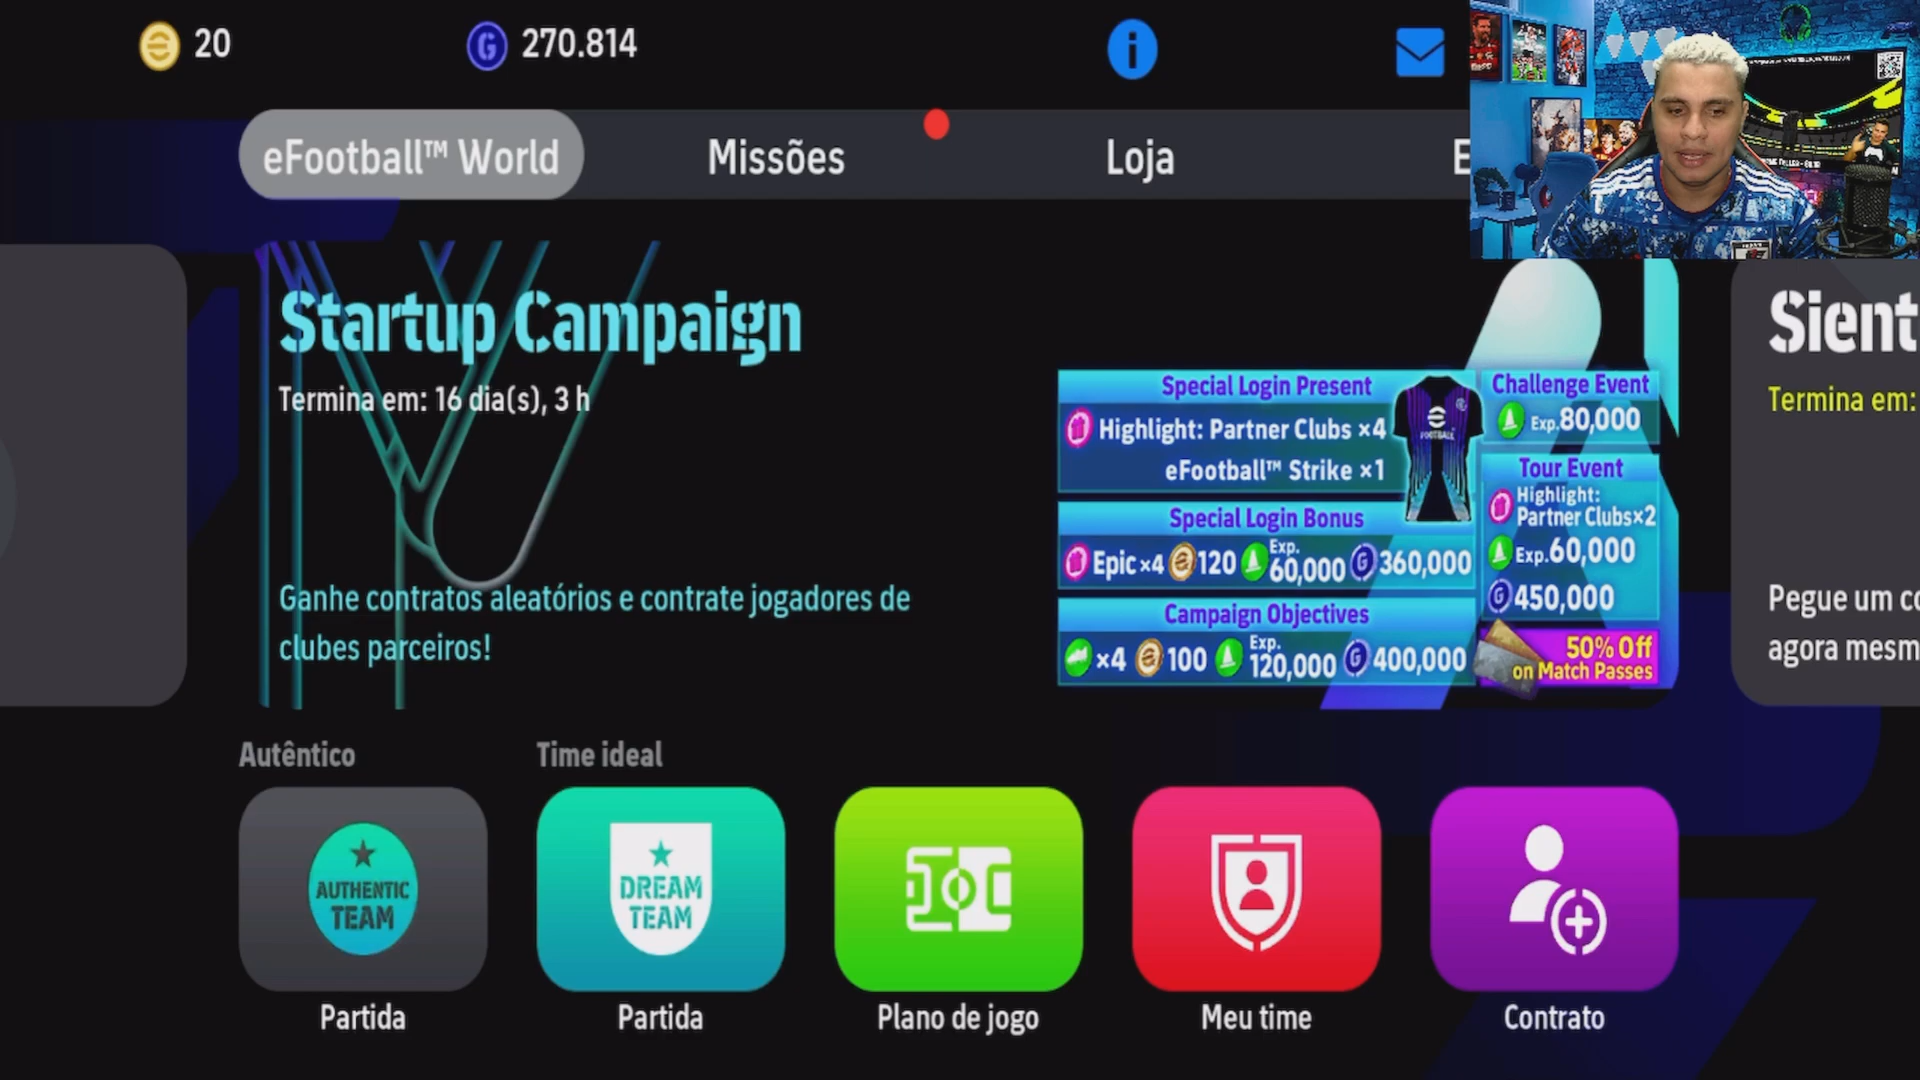 20
270.814
eFootball™ World
Missões
Loja
E
Startup Campaign
Termina em: 16 dia(s), 3 h
Ganhe contratos aleatórios e contrate jogadores de
clubes parceiros!
Special Login Present
Highlight: Partner Clubs ×4
eFootball™ Strike ×1
Special Login Bonus
Epic×4 120 Exp. 60,000 360,000
Campaign Objectives
×4 100 Exp. 120,000 400,000
Challenge Event
Exp.80,000
Tour Event
Highlight:
Partner Clubs×2
Exp.60,000
450,000
50% Off
on Match Passes
Sient
Termina em:
Pegue um co
agora mesm
Autêntico
Time ideal
AUTHENTIC
TEAM
DREAM
TEAM
Partida
Partida
Plano de jogo
Meu time
Contrato